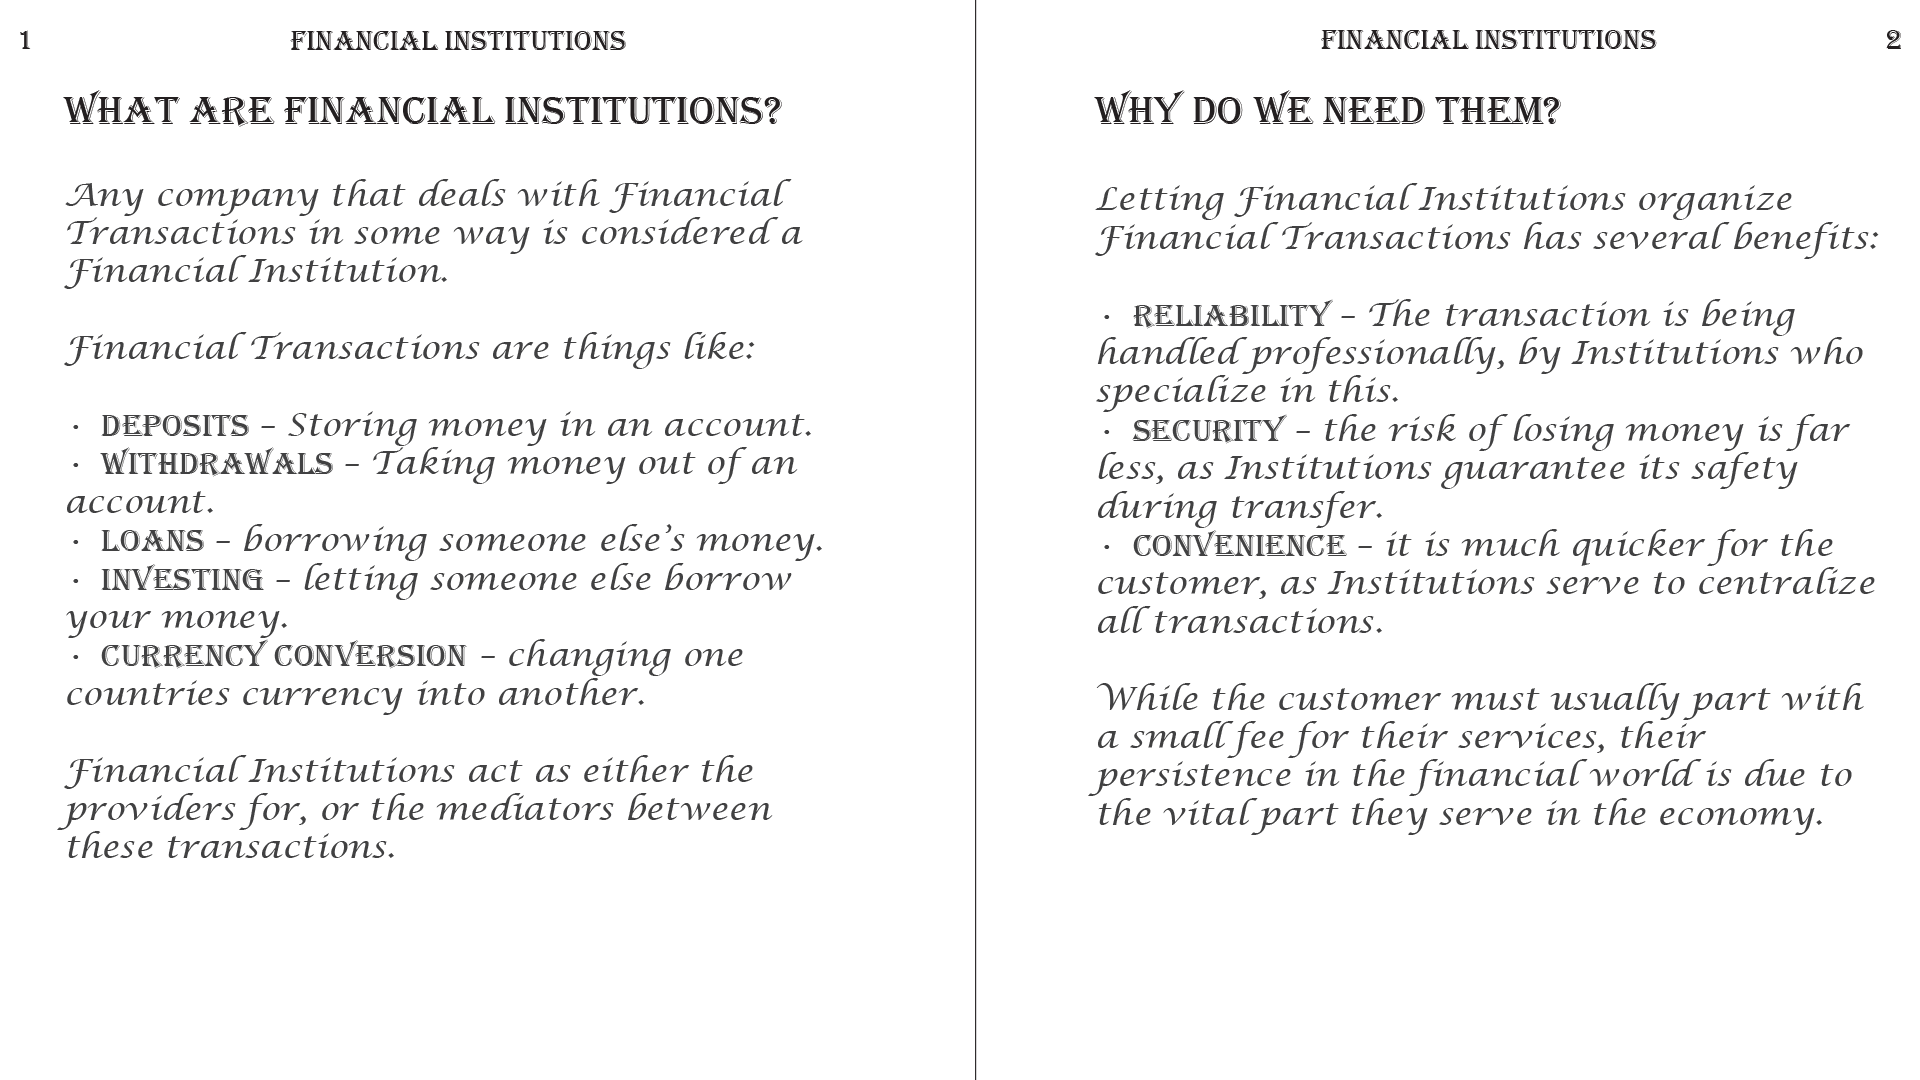 1
FINANCIAL INSTITUTIONS
WHAT ARE FINANCIAL INSTITUTIONS?
Any company that deals with Financial
Transactions in some way is considered a
Financial Institution.
Financial Transactions are things like:
· DEPOSITS – Storing money in an account.
· WITHDRAWALS – Taking money out of an
account.
· LOANS – borrowing someone else’s money.
· INVESTING – letting someone else borrow
your money.
· CURRENCY CONVERSION – changing one
countries currency into another.
Financial Institutions act as either the
providers for, or the mediators between
these transactions.
FINANCIAL INSTITUTIONS
2
WHY DO WE NEED THEM?
Letting Financial Institutions organize
Financial Transactions has several benefits:
· RELIABILITY – The transaction is being
handled professionally, by Institutions who
specialize in this.
· SECURITY – the risk of losing money is far
less, as Institutions guarantee its safety
during transfer.
· CONVENIENCE – it is much quicker for the
customer, as Institutions serve to centralize
all transactions.
While the customer must usually part with
a small fee for their services, their
persistence in the financial world is due to
the vital part they serve in the economy.